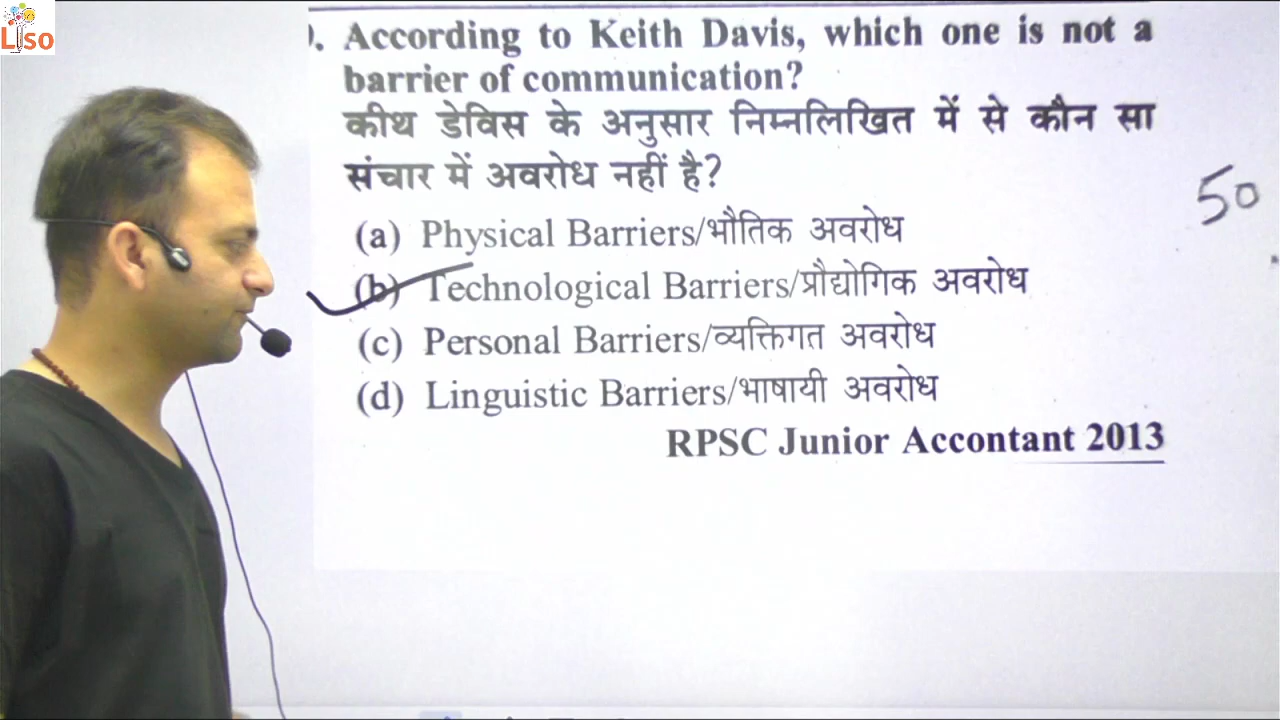 Liso
. According to Keith Davis, which one is not a
barrier of communication?
कीथ डेविस के अनुसार निम्नलिखित में से कौन सा
संचार में अवरोध नहीं है?
50
(a) Physical Barriers/भौतिक अवरोध
(b) Technological Barriers/प्रौद्योगिक अवरोध
(c) Personal Barriers/व्यक्तिगत अवरोध
(d) Linguistic Barriers/भाषायी अवरोध
RPSC Junior Accontant 2013